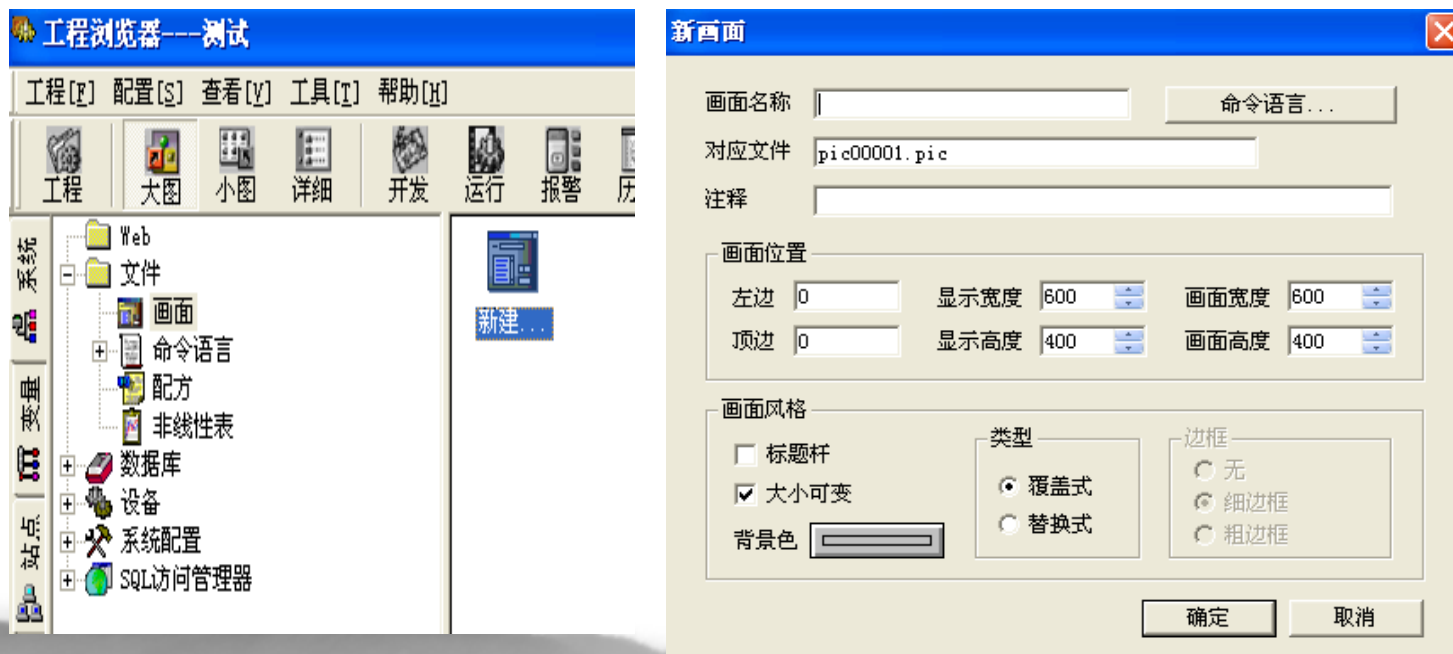 工程浏览器---测试
工程[F] 配置[S] 查看[V] 工具[T] 帮助[H]
工程 大图 小图 详细 开发 运行 报警
系统
变量
站点
Web
文件
画面
命令语言
配方
非线性表
数据库
设备
系统配置
SQL访问管理器
新建...
新画面
画面名称 命令语言...
对应文件 pic00001.pic
注释
画面位置
左边 0 显示宽度 600 画面宽度 600
顶边 0 显示高度 400 画面高度 400
画面风格
标题杆
大小可变
背景色
类型
覆盖式
替换式
边框
无
细边框
粗边框
确定 取消